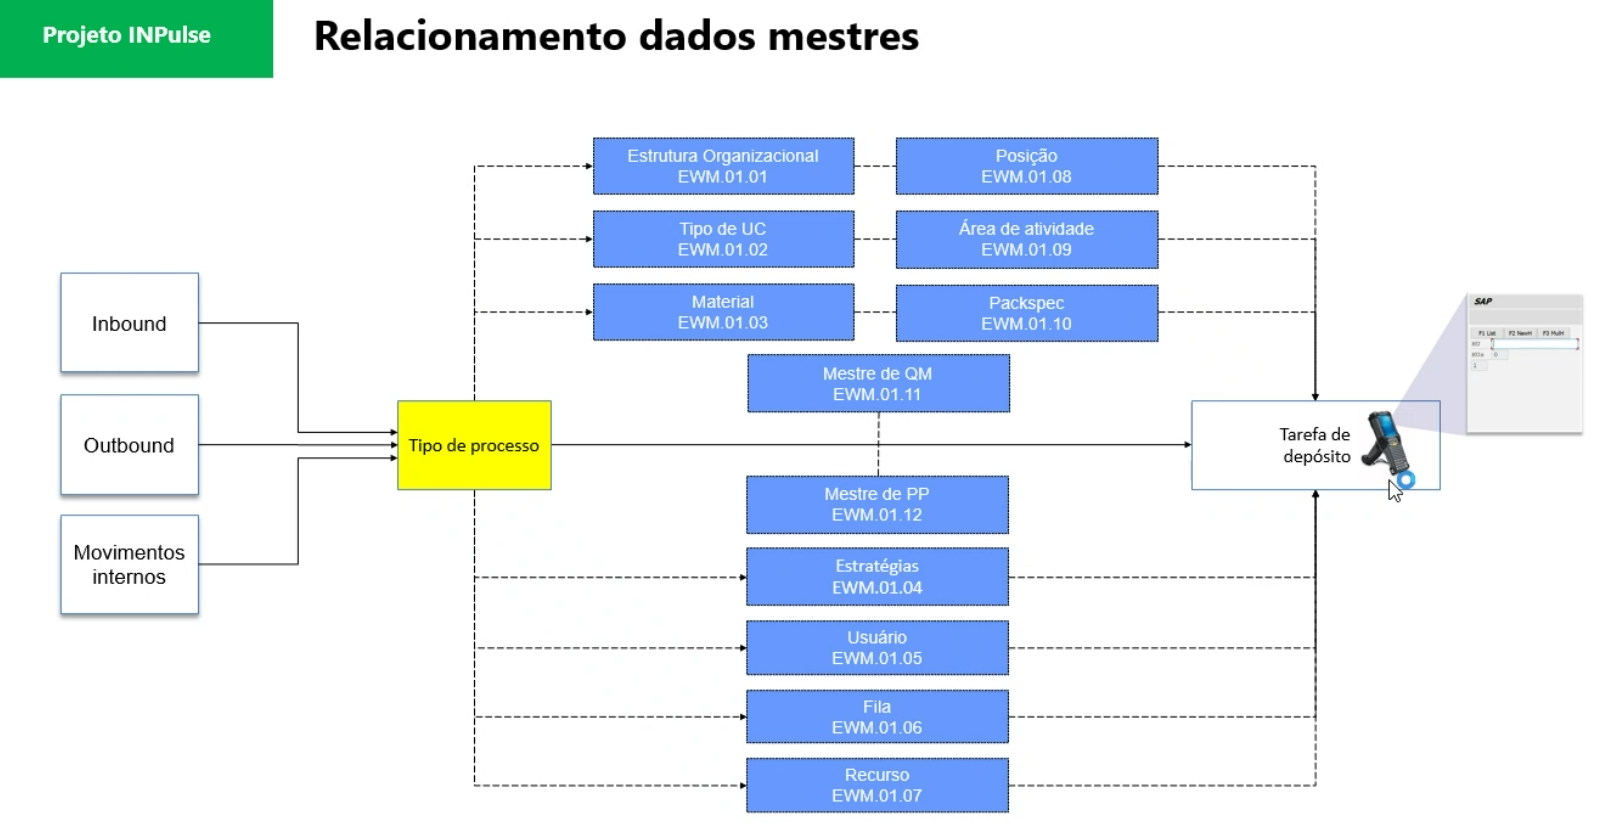 Projeto INPulse
Relacionamento dados mestres
Estrutura Organizacional
EWM.01.01
Posição
EWM.01.08
Tipo de UC
EWM.01.02
Área de atividade
EWM.01.09
Material
EWM.01.03
Packspec
EWM.01.10
Mestre de QM
EWM.01.11
Inbound
Outbound
Movimentos
internos
Tipo de processo
Tarefa de
depósito
SAP
F1 List
F2 NewH
F3 MulH
HU
0
1
Mestre de PP
EWM.01.12
Estratégias
EWM.01.04
Usuário
EWM.01.05
Fila
EWM.01.06
Recurso
EWM.01.07